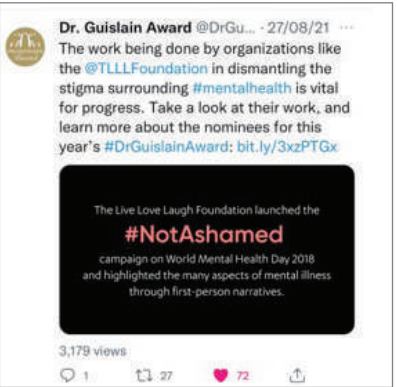 Dr. Guislain Award @DrGu... · 27/08/21 ...
The work being done by organizations like
the @TLLLFoundation in dismantling the
stigma surrounding #mentalhealth is vital
for progress. Take a look at their work, and
learn more about the nominees for this
year's #DrGuislainAward: bit.ly/3xzPTGx
The Live Love Laugh Foundation launched the
#NotAshamed
campaign on World Mental Health Day 2018
and highlighted the many aspects of mental illness
through first-person narratives.
3,179 views
1 27 72